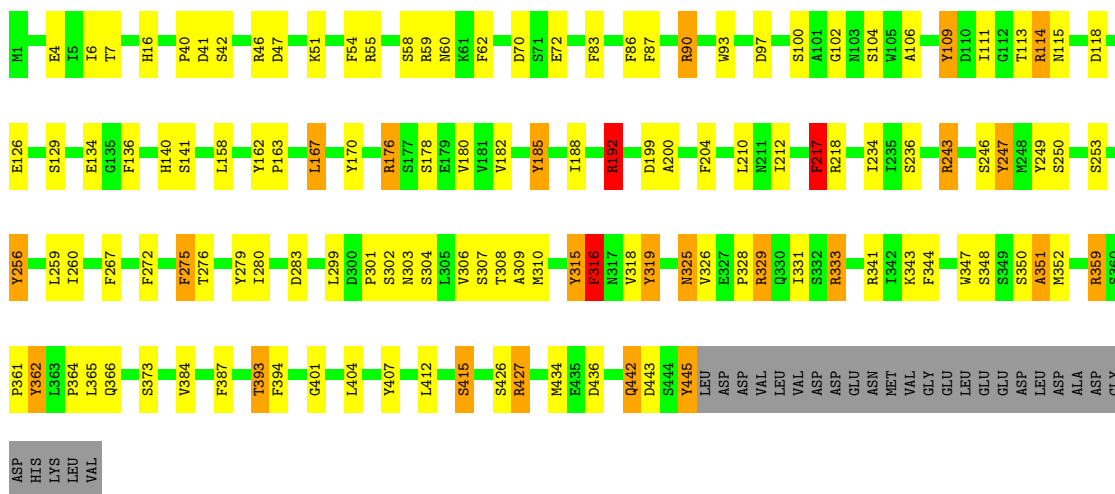 M1 E4 I5 I6 T7 H16 P40 D41 S42 R46 D47 K51 F54 R55 S58 R59 N60 K61 F62 D70 S71 E72 F83 F86 F87 R90 W93 D97 S100 A101 G102 N103 S104 W105 A106 Y109 D110 I111 G112 T113 R114 N115 D118
E126 S129 E134 G135 F136 H140 S141 L158 Y162 P163 L167 Y170 R176 S177 S178 E179 V180 V181 V182 Y185 I188 R192 D199 A200 F204 L210 N211 I212 F217 R218 I234 I235 S236 R243 S246 Y247 M248 Y249 S250 S253
Y256 L259 I260 F267 F272 F275 T276 Y279 I280 D283 L299 D300 P301 S302 N303 S304 L305 V306 S307 T308 A309 M310 Y315 F316 N317 V318 Y319 N325 V326 E327 P328 R329 Q330 I331 S332 R333 R341 I342 K343 F344 W347 S348 S349 S350 A351 M352 R359 S360
P361 Y362 L363 P364 L365 Q366 S373 V384 F387 T393 F394 G401 L404 Y407 L412 S415 S426 R427 M434 E435 D436 Q442 D443 S444 Y445 LEU ASP ASP VAL LEU VAL ASP ASP GLU ASN MET VAL GLY GLU LEU GLU GLU ASP LEU ASP ALA ASP GLY
ASP HIS LYS LEU VAL